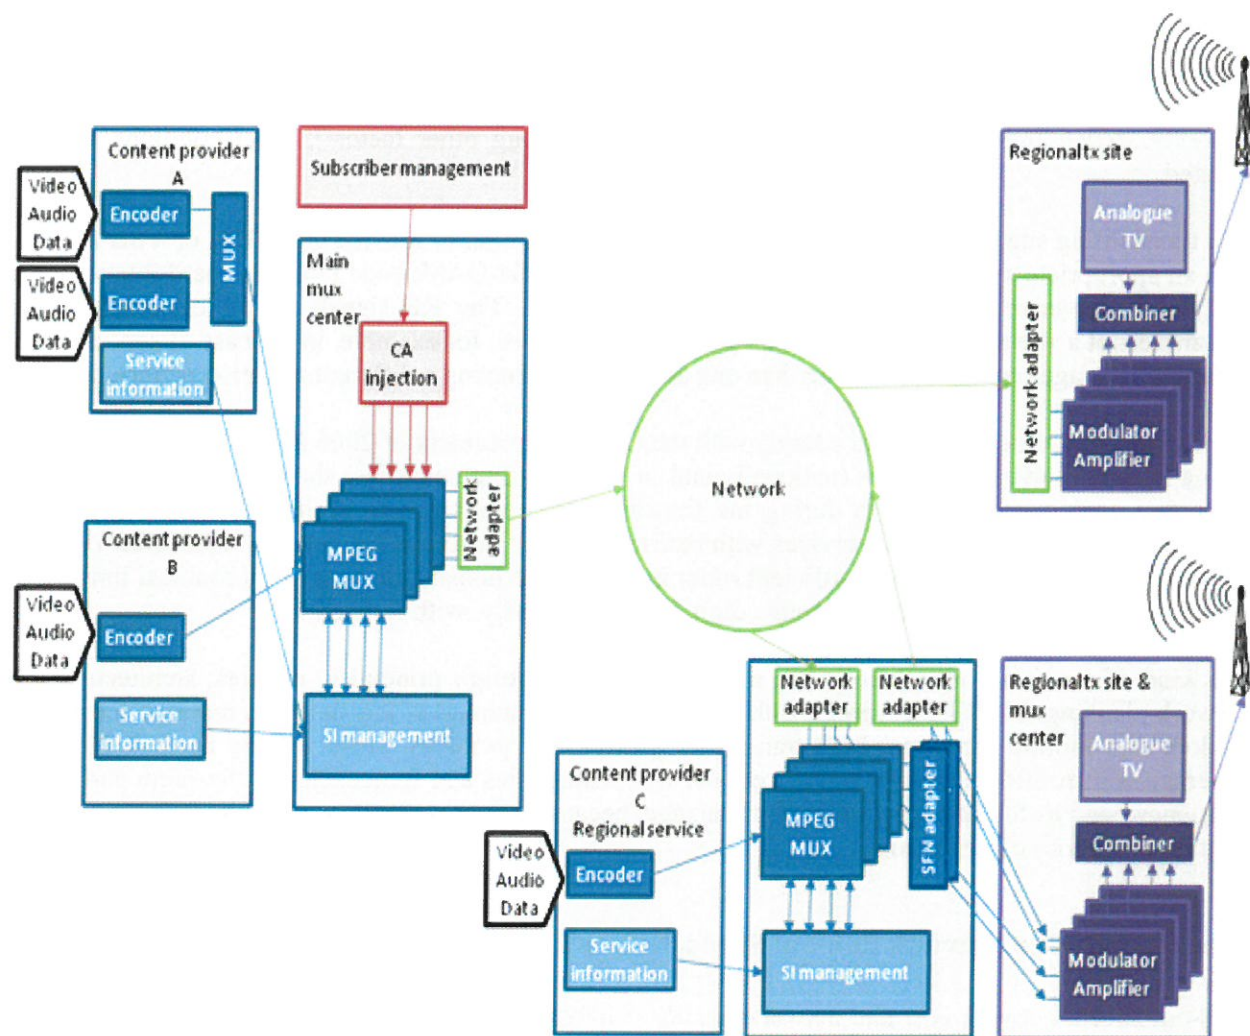 Content provider
A
Video
Audio
Data
Encoder
MUX
Video
Audio
Data
Encoder
Service
information
Subscriber management
Main
mux
center
CA
injection
MPEG
MUX
Network
adapter
SI management
Content provider
B
Video
Audio
Data
Encoder
Service
information
Network
Regional tx site
Analogue
TV
Combiner
Network adapter
Modulator
Amplifier
Content provider
C
Regional service
Video
Audio
Data
Encoder
Service
information
Network
adapter
Network
adapter
MPEG
MUX
SFN adapter
SI management
Regional tx site &
mux
center
Analogue
TV
Combiner
Modulator
Amplifier